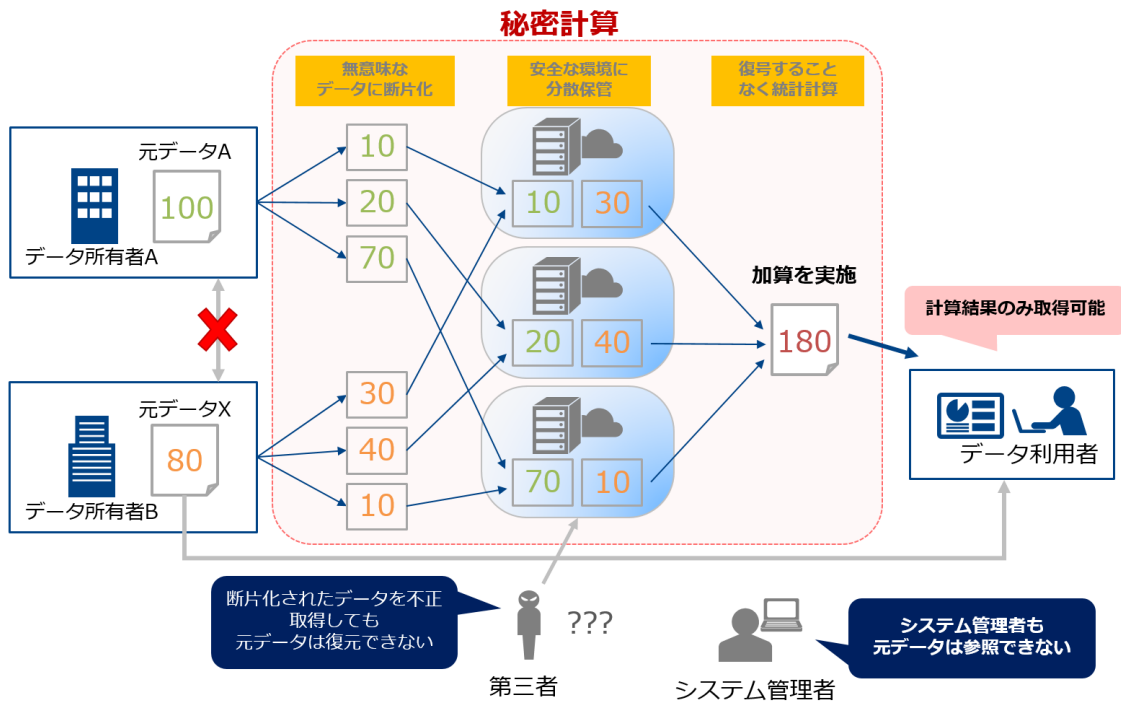 秘密計算
無意味な
データに断片化
安全な環境に
分散保管
復号すること
なく統計計算
元データA
100
データ所有者A
10
20
70
10 30
20 40
加算を実施
180
計算結果のみ取得可能
元データX
80
データ所有者B
30
40
10
70 10
データ利用者
断片化されたデータを不正
取得しても
元データは復元できない
???
第三者
システム管理者
システム管理者も
元データは参照できない